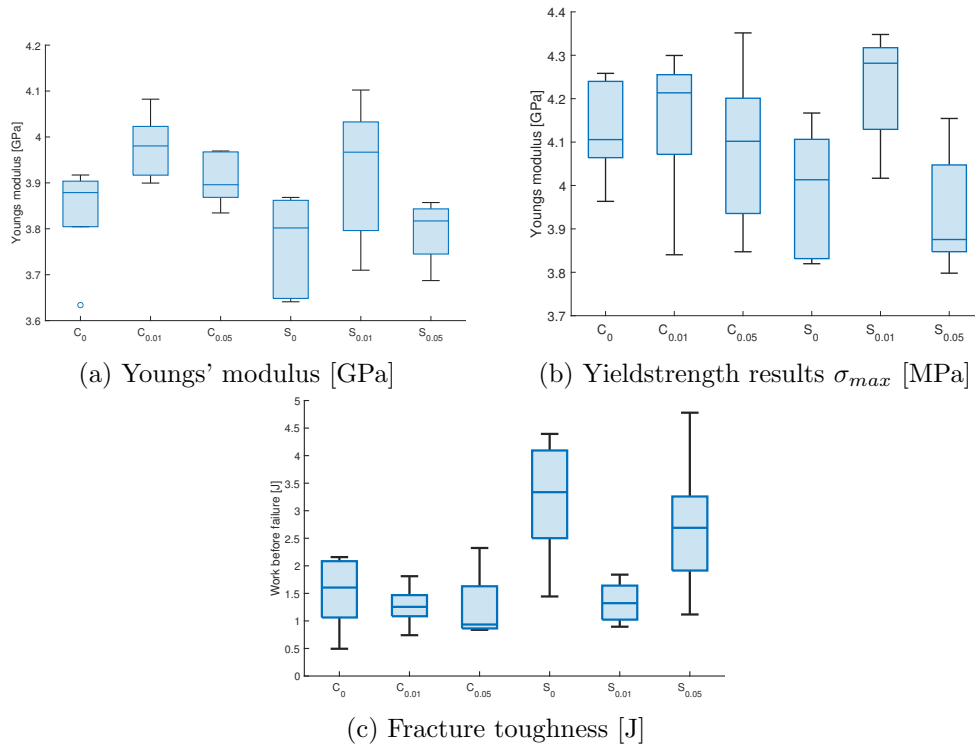 4.2
4.1
4
3.9
3.8
3.7
3.6
Youngs modulus [GPa]
C0 C0.01 C0.05 S0 S0.01 S0.05
(a) Youngs' modulus [GPa]
4.4
4.3
4.2
4.1
4
3.9
3.8
3.7
Youngs modulus [GPa]
C0 C0.01 C0.05 S0 S0.01 S0.05
(b) Yieldstrength results σmax [MPa]
5
4.5
4
3.5
3
2.5
2
1.5
1
0.5
0
Work before failure [J]
C0 C0.01 C0.05 S0 S0.01 S0.05
(c) Fracture toughness [J]